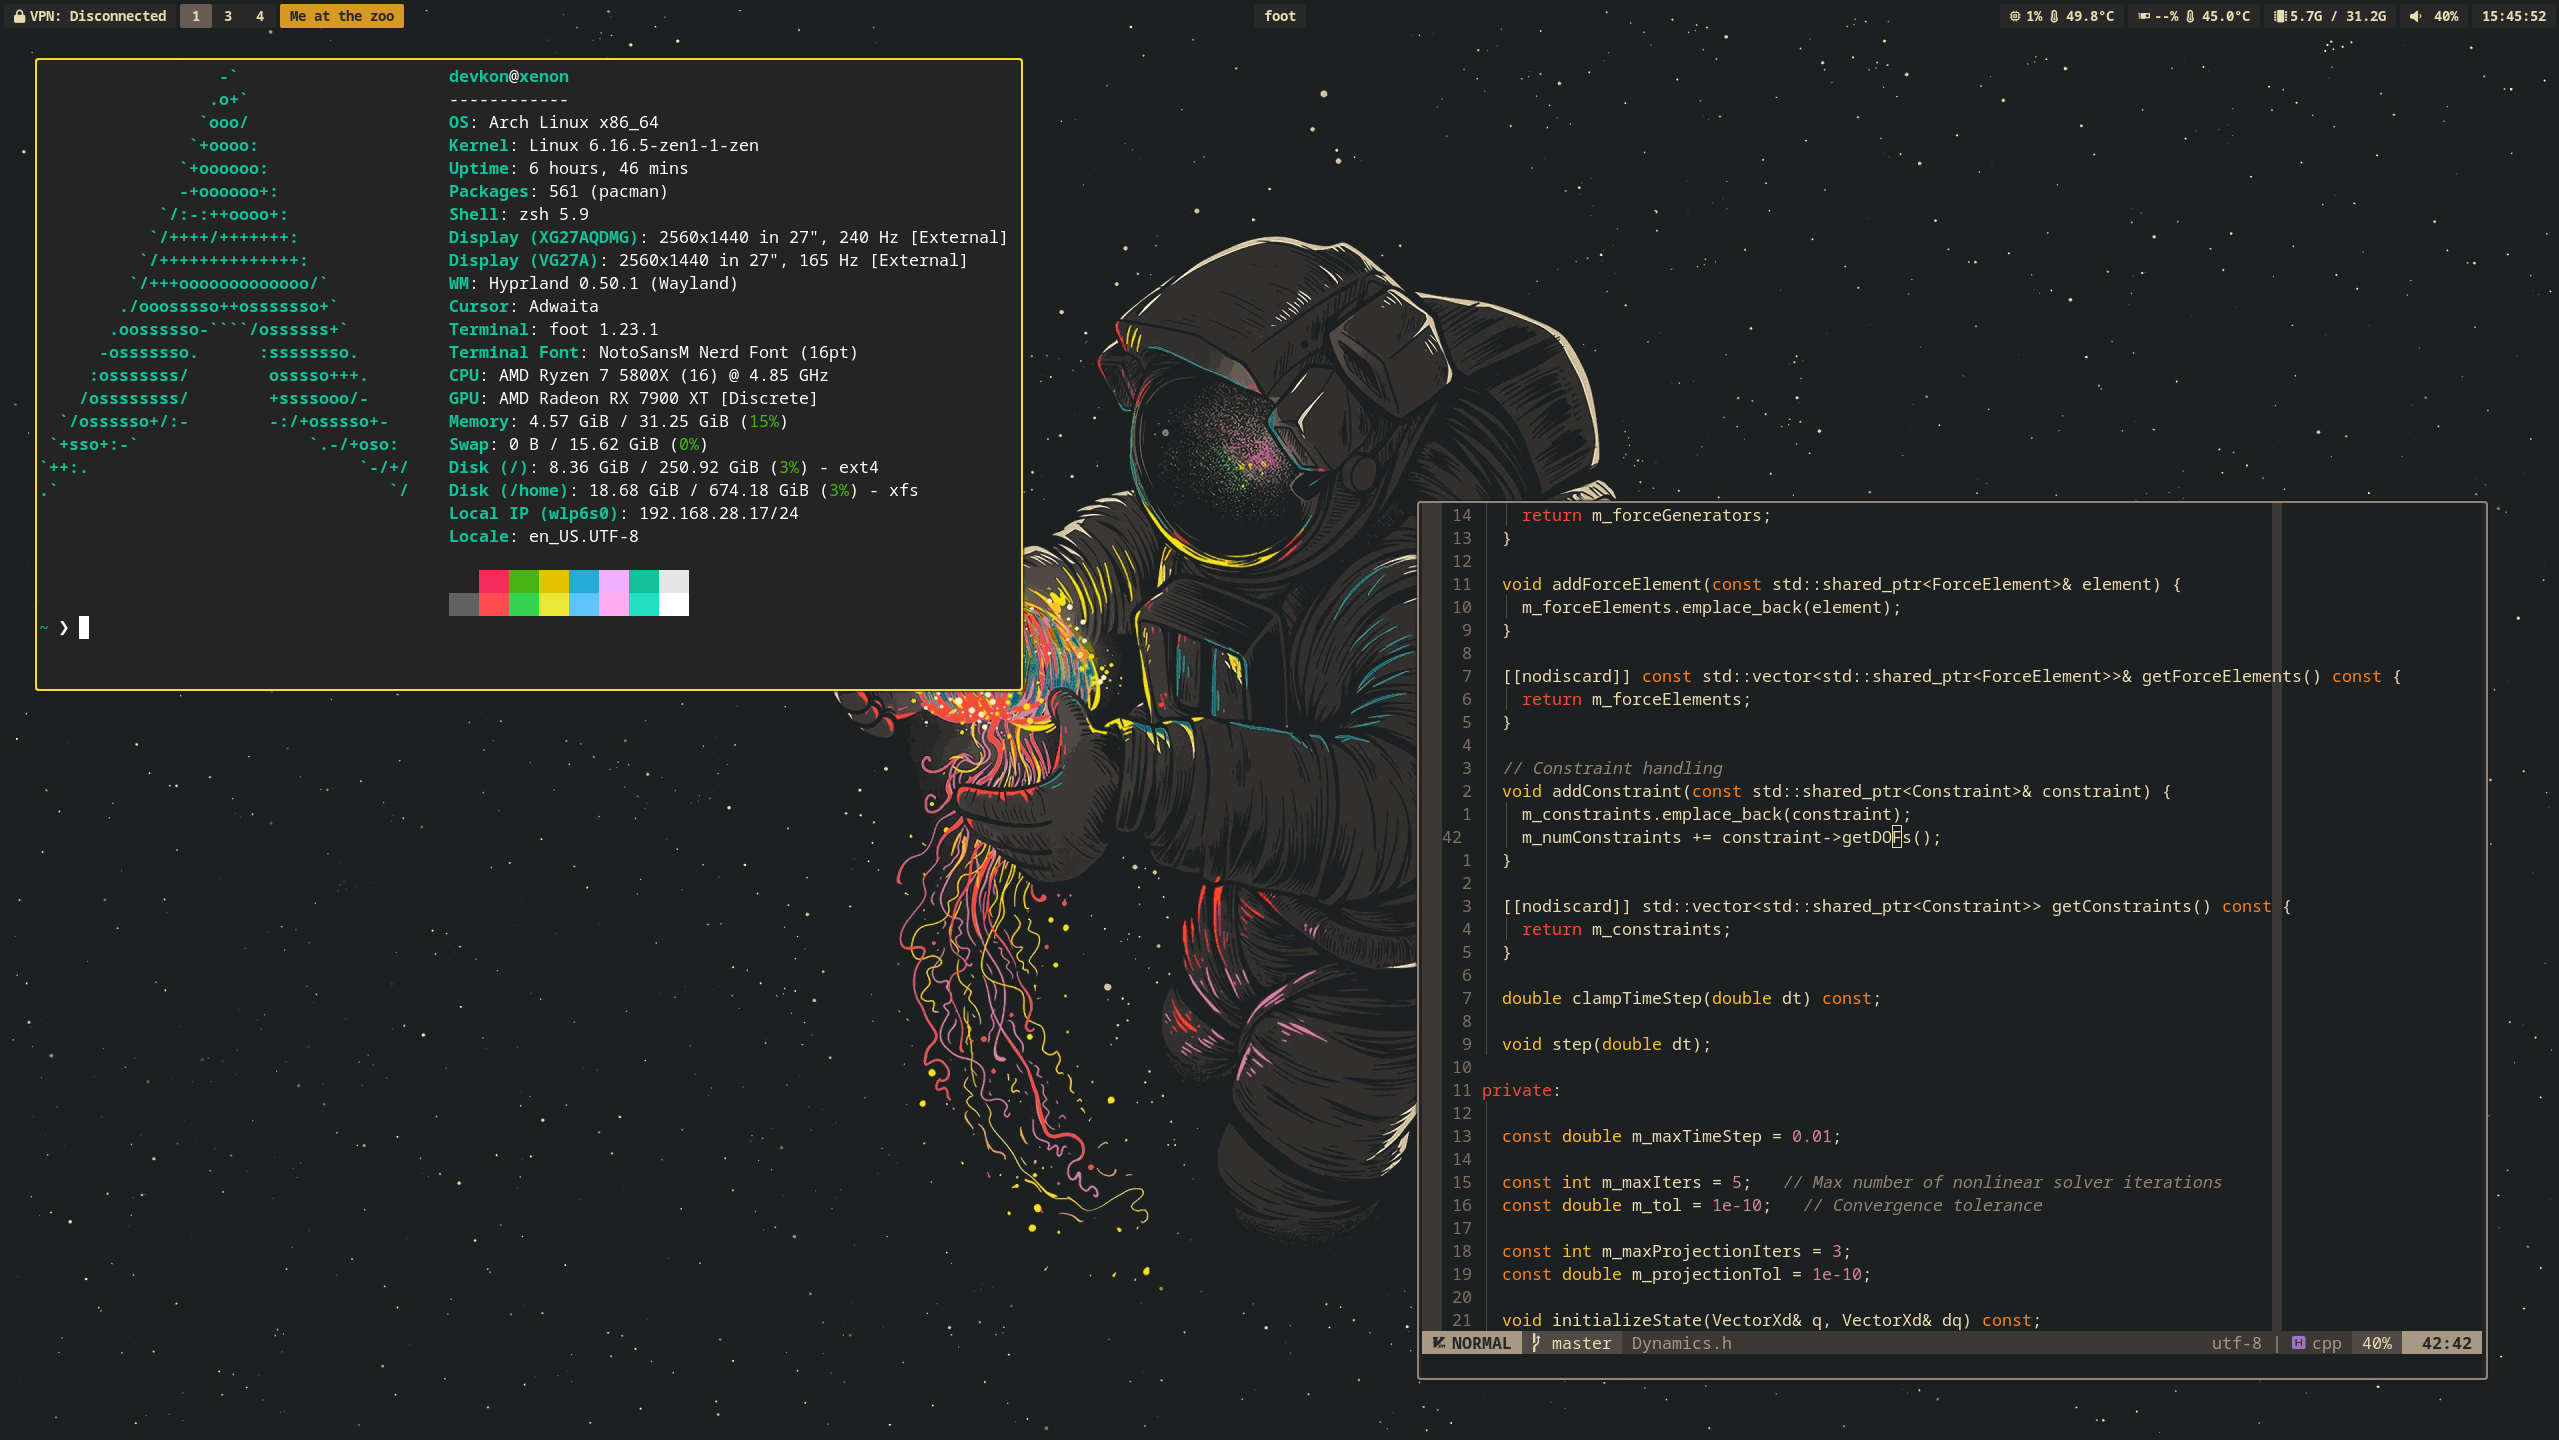 VPN: Disconnected 1 3 4 Me at the zoo foot 1% 49.8°C --% 45.0°C 5.7G / 31.2G 40% 15:45:52
-` devkon@xenon
.o+` ------------
`ooo/ OS: Arch Linux x86_64
`+oooo: Kernel: Linux 6.16.5-zen1-1-zen
`+oooooo: Uptime: 6 hours, 46 mins
-+oooooo+: Packages: 561 (pacman)
`/:-:++oooo+: Shell: zsh 5.9
`/++++/+++++++: Display (XG27AQDMG): 2560x1440 in 27", 240 Hz [External]
`/++++++++++++++: Display (VG27A): 2560x1440 in 27", 165 Hz [External]
`/+++ooooooooooooo/` WM: Hyprland 0.50.1 (Wayland)
./ooosssso++osssssso+` Cursor: Adwaita
.oossssso-````/ossssss+` Terminal: foot 1.23.1
-osssssso. :ssssssso. Terminal Font: NotoSansM Nerd Font (16pt)
:osssssss/ osssso+++. CPU: AMD Ryzen 7 5800X (16) @ 4.85 GHz
/ossssssss/ +ssssooo/- GPU: AMD Radeon RX 7900 XT [Discrete]
`/ossssso+/:- -:/+osssso+- Memory: 4.57 GiB / 31.25 GiB (15%)
`+sso+:-` `.-/+oso: Swap: 0 B / 15.62 GiB (0%)
`++:. `-/+/ Disk (/): 8.36 GiB / 250.92 GiB (3%) - ext4
.` `/ Disk (/home): 18.68 GiB / 674.18 GiB (3%) - xfs
Local IP (wlp6s0): 192.168.28.17/24
Locale: en_US.UTF-8
~ ❯
14 return m_forceGenerators;
13 }
12
11 void addForceElement(const std::shared_ptr<ForceElement>& element) {
10 m_forceElements.emplace_back(element);
9 }
8
7 [[nodiscard]] const std::vector<std::shared_ptr<ForceElement>>& getForceElements() const {
6 return m_forceElements;
5 }
4
3 // Constraint handling
2 void addConstraint(const std::shared_ptr<Constraint>& constraint) {
1 m_constraints.emplace_back(constraint);
42 m_numConstraints += constraint->getDOFs();
1 }
2
3 [[nodiscard]] std::vector<std::shared_ptr<Constraint>> getConstraints() const {
4 return m_constraints;
5 }
6
7 double clampTimeStep(double dt) const;
8
9 void step(double dt);
10
11 private:
12
13 const double m_maxTimeStep = 0.01;
14
15 const int m_maxIters = 5; // Max number of nonlinear solver iterations
16 const double m_tol = 1e-10; // Convergence tolerance
17
18 const int m_maxProjectionIters = 3;
19 const double m_projectionTol = 1e-10;
20
21 void initializeState(VectorXd& q, VectorXd& dq) const;
NORMAL master Dynamics.h utf-8 | cpp 40% 42:42